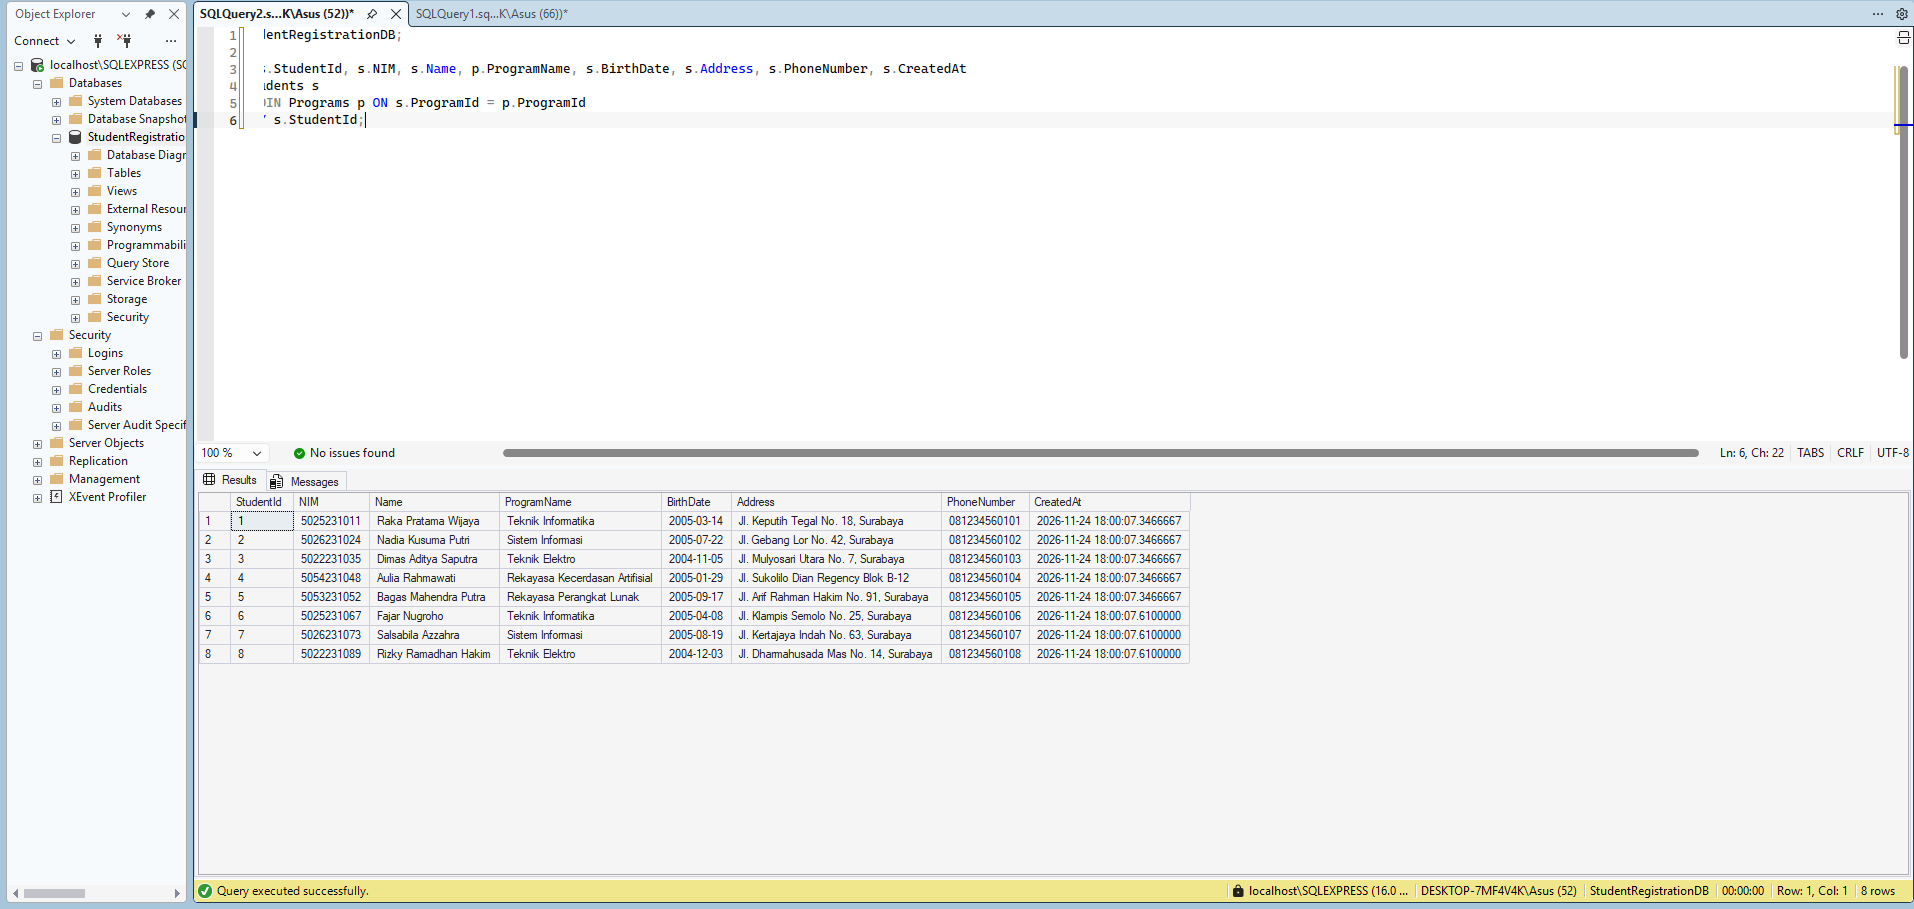 Object Explorer
Connect
localhost\SQLEXPRESS (SQ
Databases
System Databases
Database Snapshot
StudentRegistratio
Database Diagr
Tables
Views
External Resour
Synonyms
Programmabili
Query Store
Service Broker
Storage
Security
Security
Logins
Server Roles
Credentials
Audits
Server Audit Specif
Server Objects
Replication
Management
XEvent Profiler
SQLQuery2.s...K\Asus (52))*
SQLQuery1.sq...K\Asus (66))*
1 dentRegistrationDB;
2
3 s.StudentId, s.NIM, s.Name, p.ProgramName, s.BirthDate, s.Address, s.PhoneNumber, s.CreatedAt
4 udents s
5 OIN Programs p ON s.ProgramId = p.ProgramId
6 Y s.StudentId;
100 %
No issues found
Ln: 6, Ch: 22 TABS CRLF UTF-8
Results Messages
StudentId NIM Name ProgramName BirthDate Address PhoneNumber CreatedAt
1 1 5025231011 Raka Pratama Wijaya Teknik Informatika 2005-03-14 Jl. Keputih Tegal No. 18, Surabaya 081234560101 2026-11-24 18:00:07.3466667
2 2 5026231024 Nadia Kusuma Putri Sistem Informasi 2005-07-22 Jl. Gebang Lor No. 42, Surabaya 081234560102 2026-11-24 18:00:07.3466667
3 3 5022231035 Dimas Aditya Saputra Teknik Elektro 2004-11-05 Jl. Mulyosari Utara No. 7, Surabaya 081234560103 2026-11-24 18:00:07.3466667
4 4 5054231048 Aulia Rahmawati Rekayasa Kecerdasan Artifisial 2005-01-29 Jl. Sukolilo Dian Regency Blok B-12 081234560104 2026-11-24 18:00:07.3466667
5 5 5053231052 Bagas Mahendra Putra Rekayasa Perangkat Lunak 2005-09-17 Jl. Arif Rahman Hakim No. 91, Surabaya 081234560105 2026-11-24 18:00:07.3466667
6 6 5025231067 Fajar Nugroho Teknik Informatika 2005-04-08 Jl. Klampis Semolo No. 25, Surabaya 081234560106 2026-11-24 18:00:07.6100000
7 7 5026231073 Salsabila Azzahra Sistem Informasi 2005-08-19 Jl. Kertajaya Indah No. 63, Surabaya 081234560107 2026-11-24 18:00:07.6100000
8 8 5022231089 Rizky Ramadhan Hakim Teknik Elektro 2004-12-03 Jl. Dharmahusada Mas No. 14, Surabaya 081234560108 2026-11-24 18:00:07.6100000
Query executed successfully.
localhost\SQLEXPRESS (16.0 ... DESKTOP-7MF4V4K\Asus (52) StudentRegistrationDB 00:00:00 Row: 1, Col: 1 8 rows